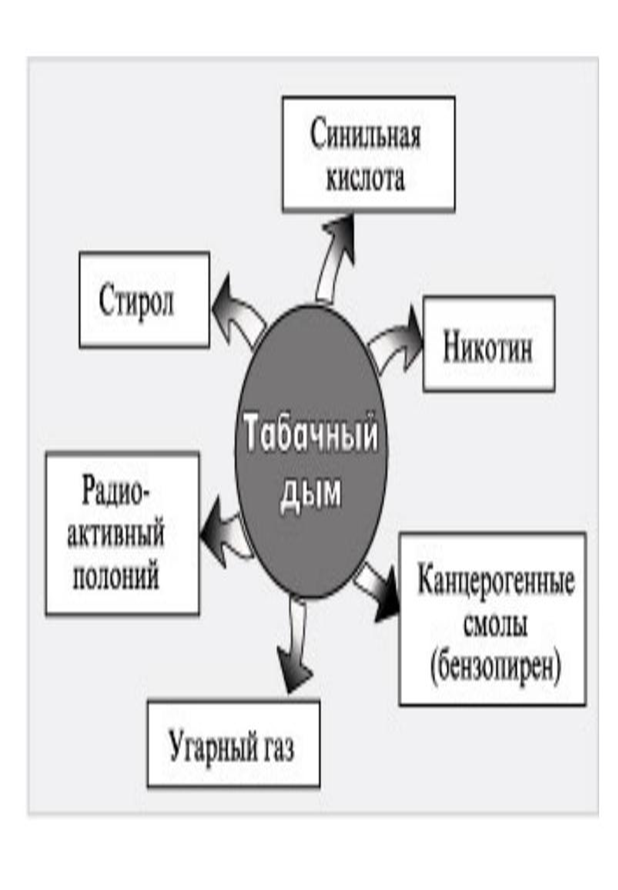 Синильная
кислота
Стирол
Никотин
Табачный
дым
Радио-
активный
полоний
Канцерогенные
смолы
(бензопирен)
Угарный газ